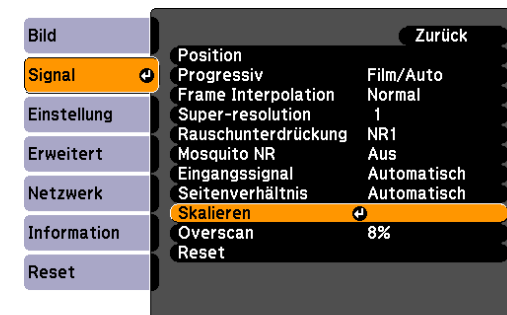 Bild
Signal
Einstellung
Erweitert
Netzwerk
Information
Reset
Zurück
Position
Progressiv Film/Auto
Frame Interpolation Normal
Super-resolution 1
Rauschunterdrückung NR1
Mosquito NR Aus
Eingangssignal Automatisch
Seitenverhältnis Automatisch
Skalieren
Overscan 8%
Reset